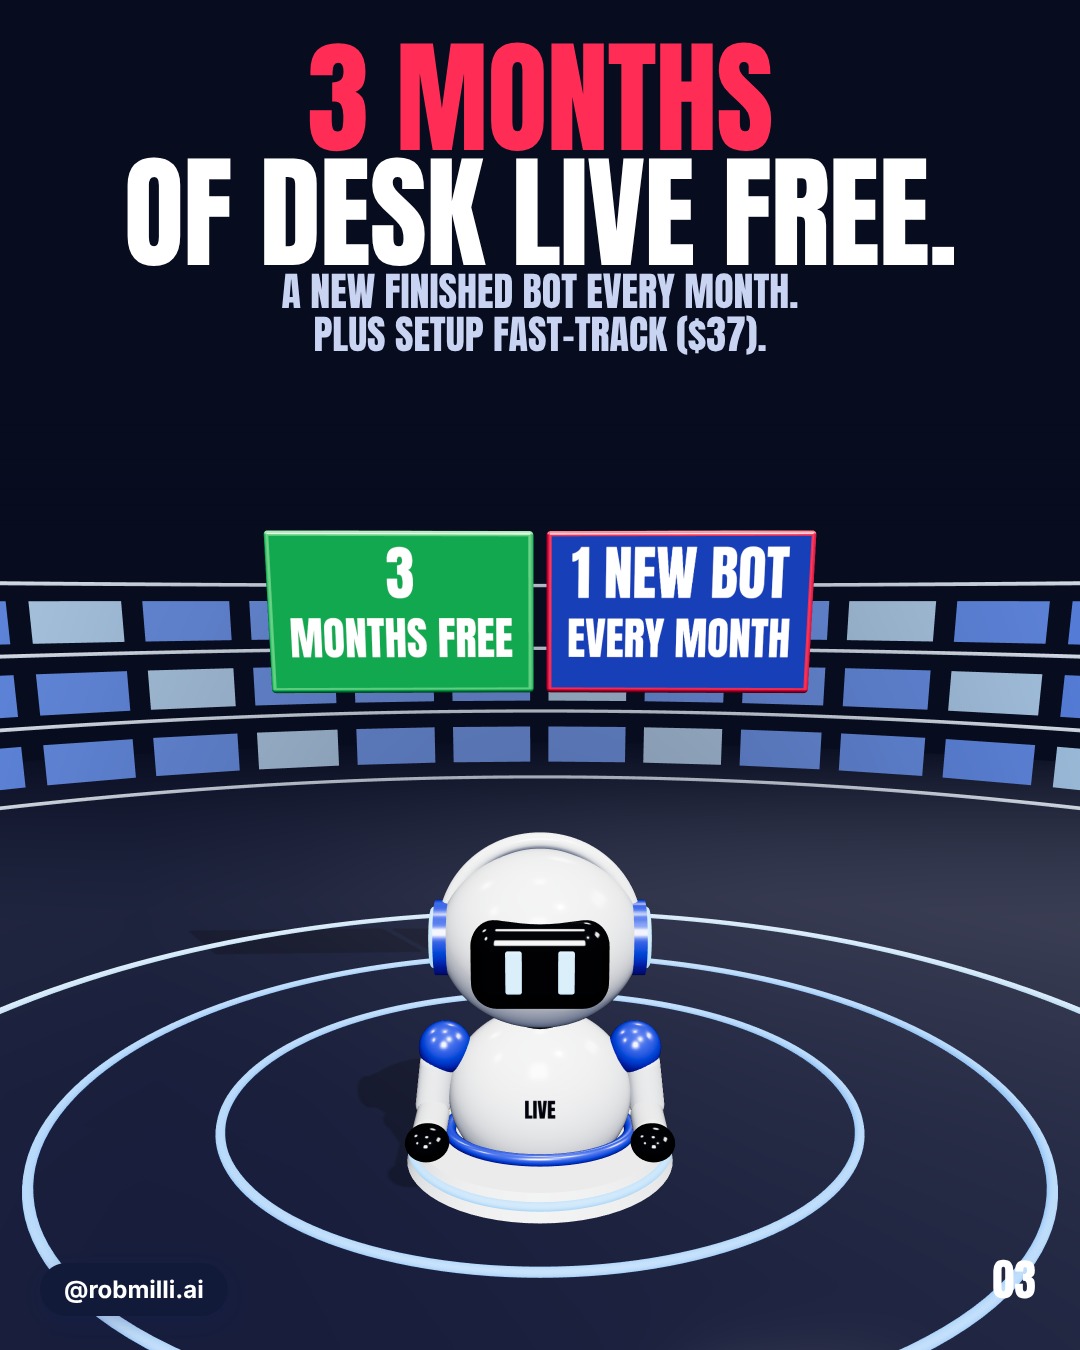 3 MONTHS
OF DESK LIVE FREE.
A NEW FINISHED BOT EVERY MONTH.
PLUS SETUP FAST-TRACK ($37).
3
MONTHS FREE
1 NEW BOT
EVERY MONTH
LIVE
@robmilli.ai
03